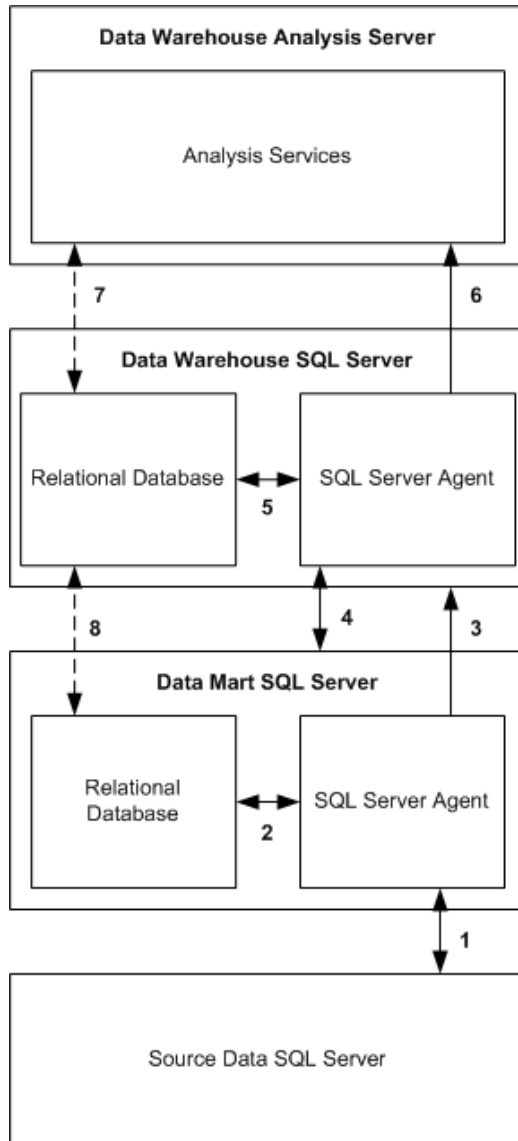 Data Warehouse Analysis Server
Analysis Services
7
6
Data Warehouse SQL Server
Relational Database
5
SQL Server Agent
8
4
3
Data Mart SQL Server
Relational
Database
2
SQL Server Agent
1
Source Data SQL Server